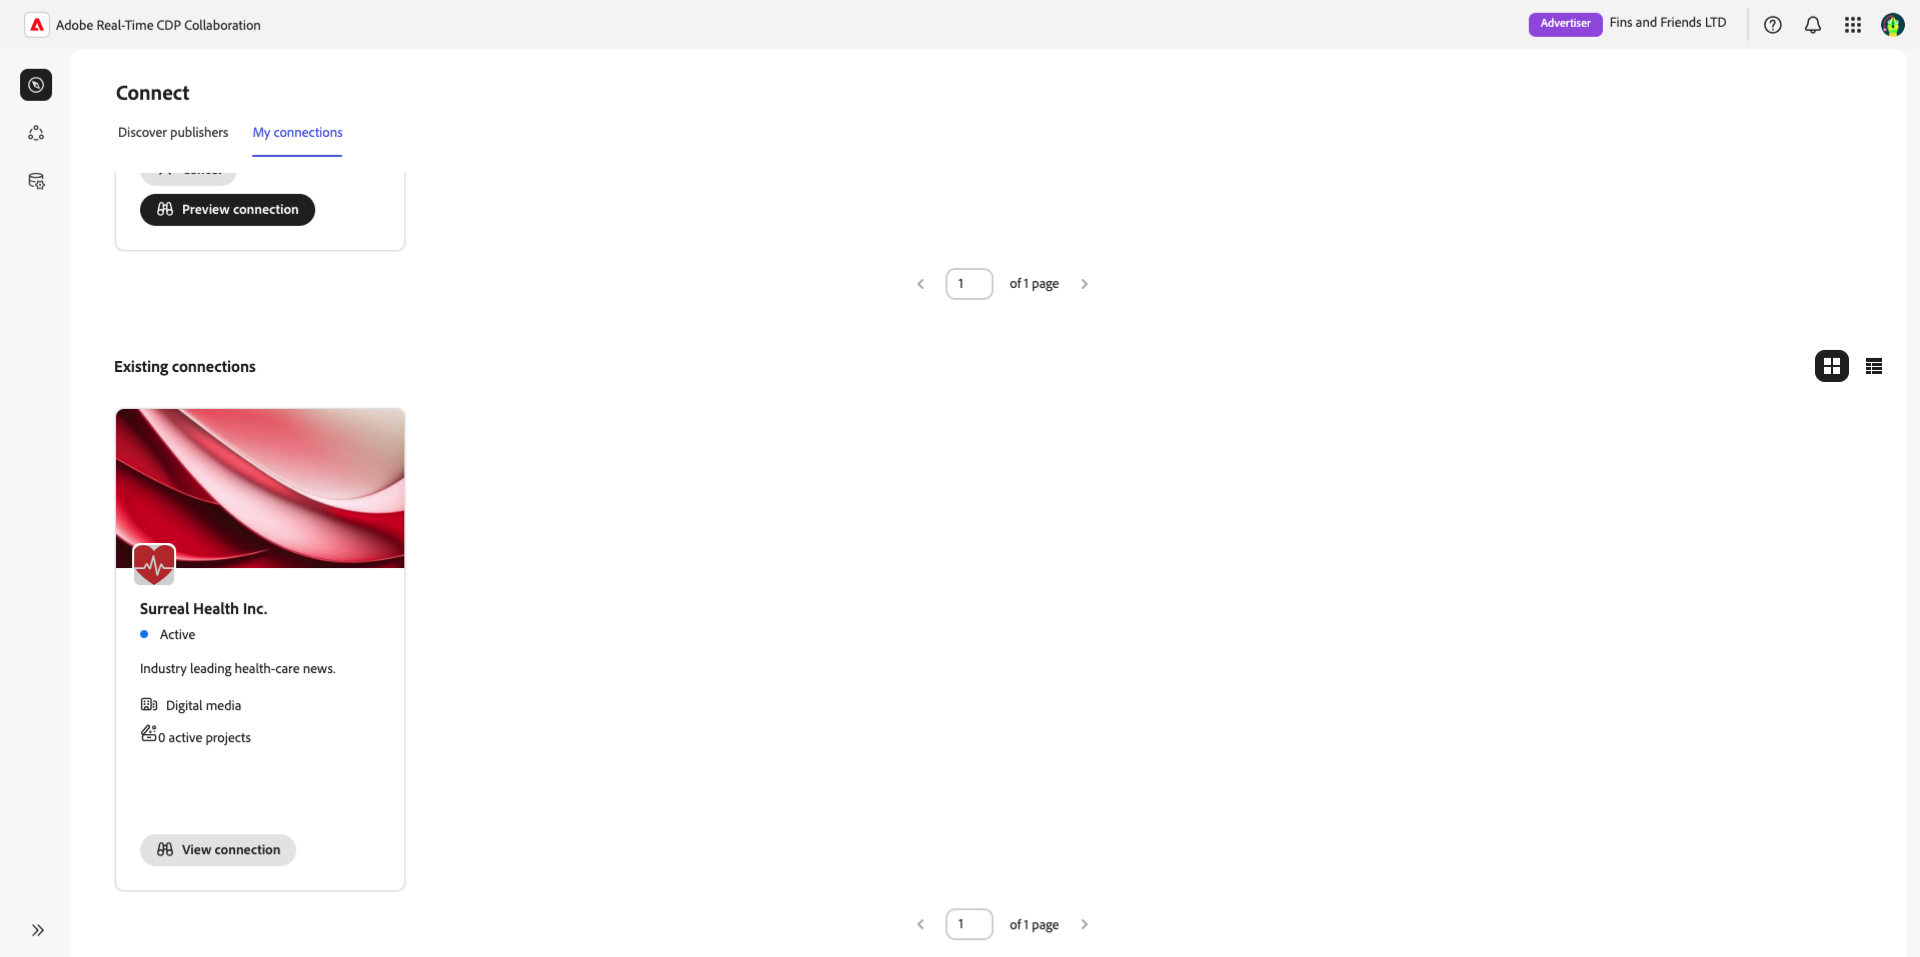 Adobe Real-Time CDP Collaboration
Advertiser
Fins and Friends LTD
Connect
Discover publishers
My connections
Preview connection
1 of 1 page
Existing connections
Surreal Health Inc.
Active
Industry leading health-care news.
Digital media
0 active projects
View connection
1 of 1 page